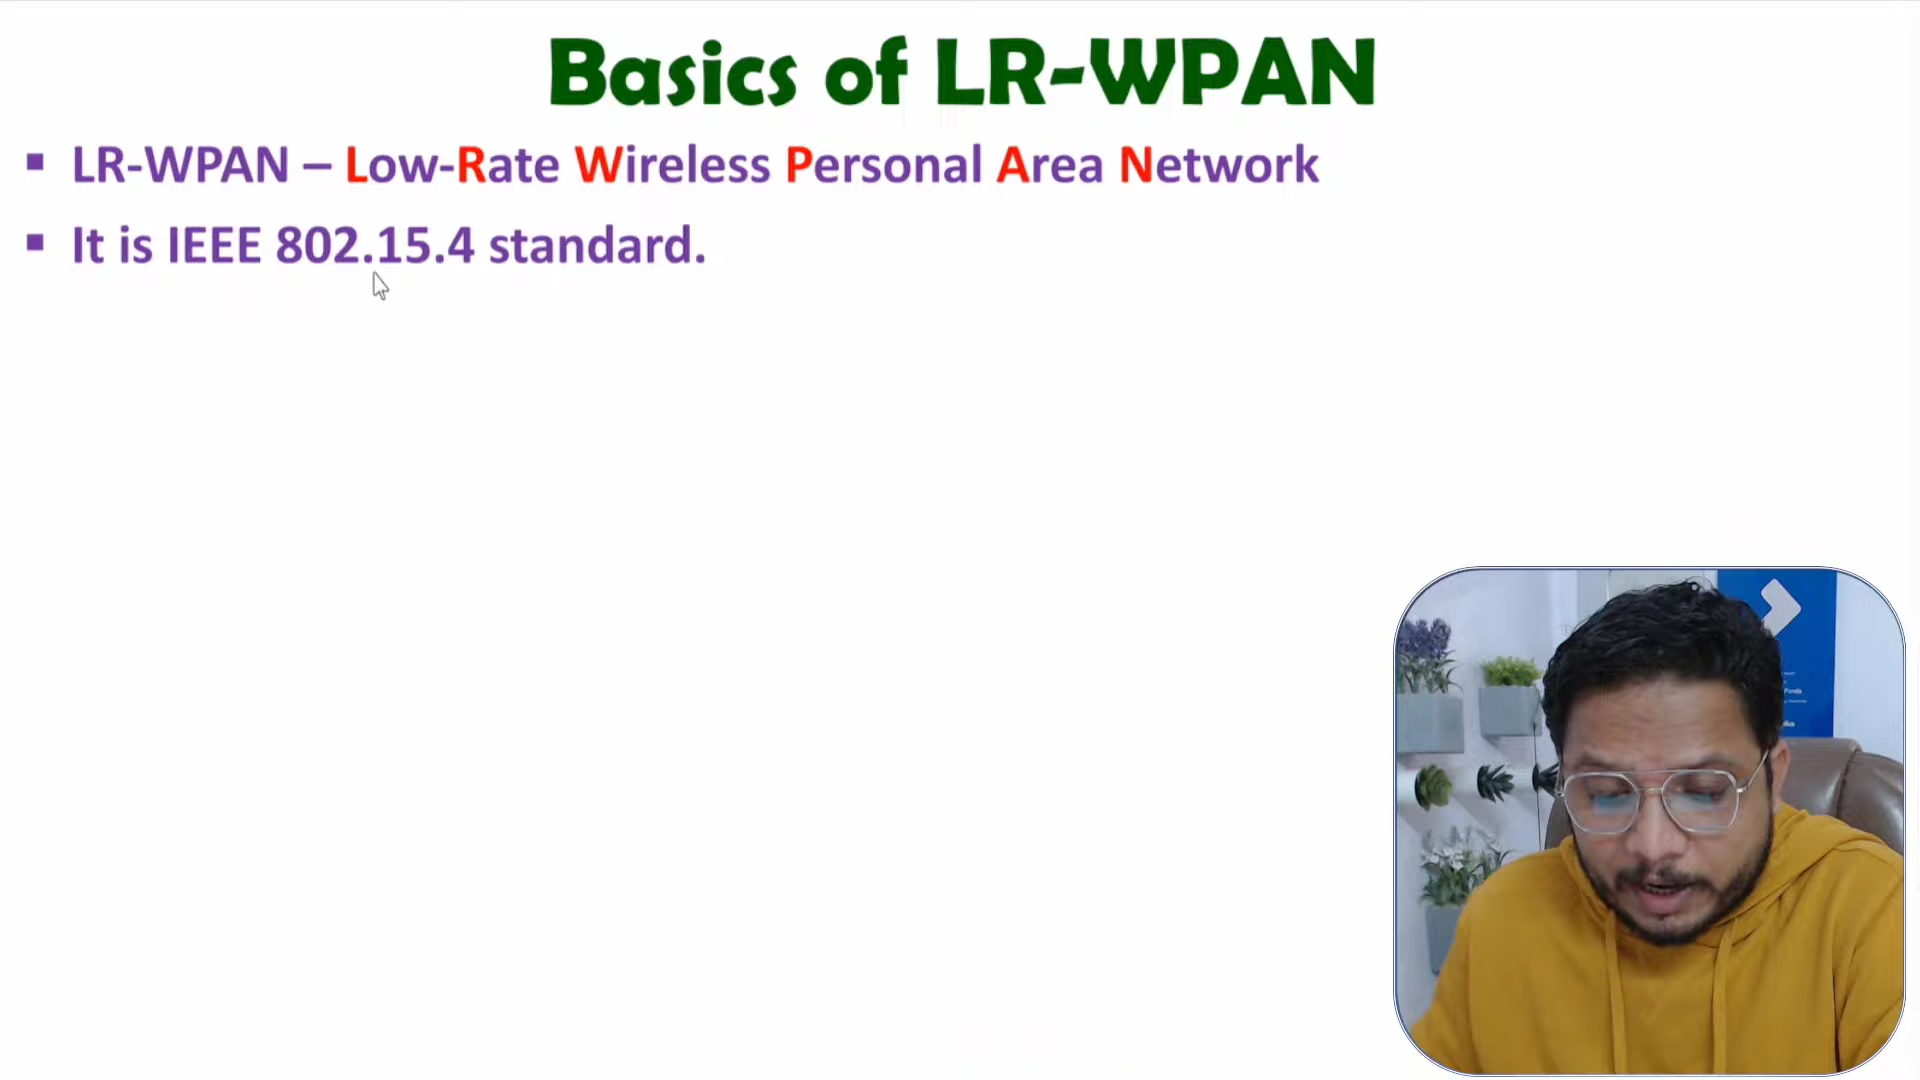 Basics of LR-WPAN
▪ LR-WPAN – Low-Rate Wireless Personal Area Network
▪ It is IEEE 802.15.4 standard.